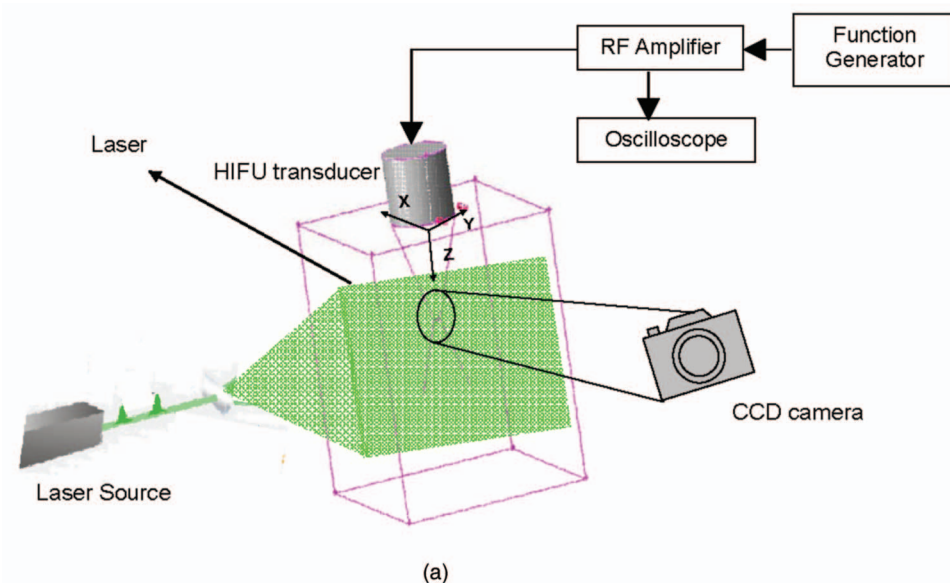 Function
Generator
RF Amplifier
Oscilloscope
Laser
HIFU transducer
X
Y
Z
CCD camera
Laser Source
(a)